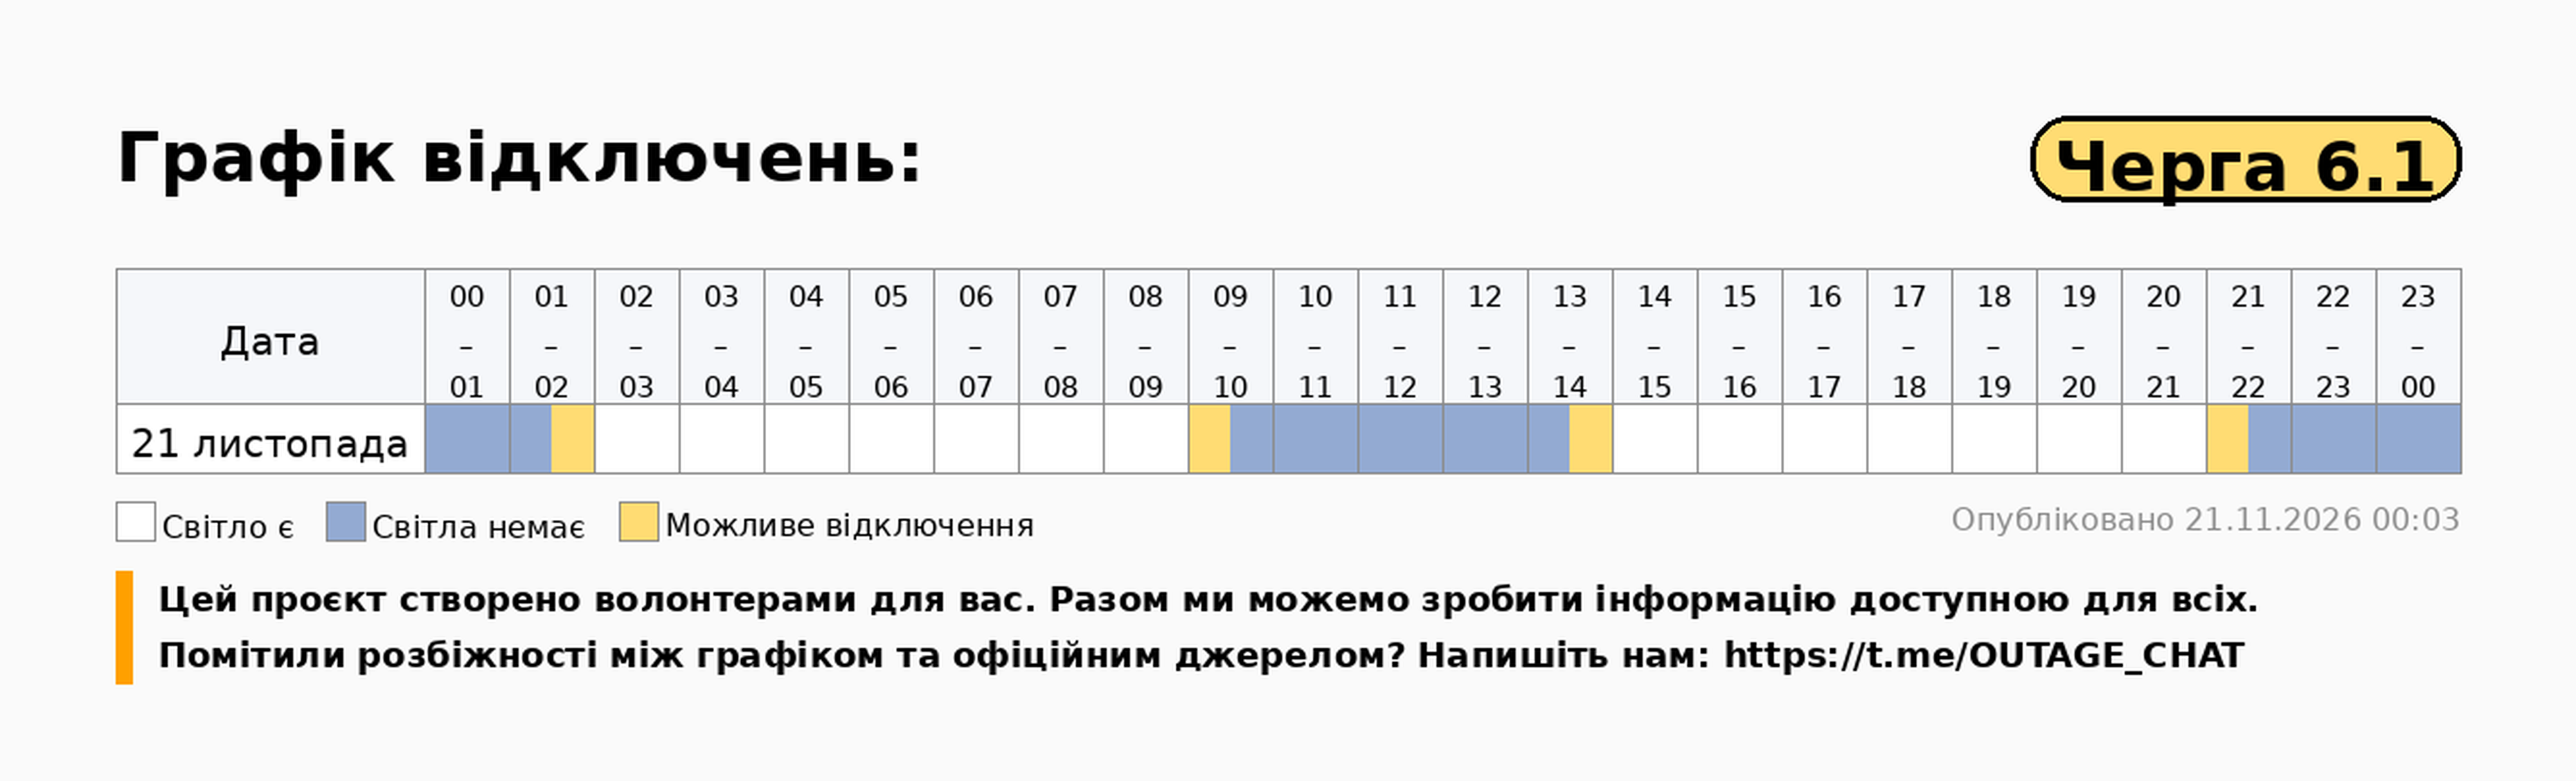 Графік відключень:
Черга 6.1
Дата 00 – 01 01 – 02 02 – 03 03 – 04 04 – 05 05 – 06 06 – 07 07 – 08 08 – 09 09 – 10 10 – 11 11 – 12 12 – 13 13 – 14 14 – 15 15 – 16 16 – 17 17 – 18 18 – 19 19 – 20 20 – 21 21 – 22 22 – 23 23 – 00
21 листопада
Світло є Світла немає Можливе відключення
Опубліковано 21.11.2026 00:03
Цей проєкт створено волонтерами для вас. Разом ми можемо зробити інформацію доступною для всіх.
Помітили розбіжності між графіком та офіційним джерелом? Напишіть нам: https://t.me/OUTAGE_CHAT